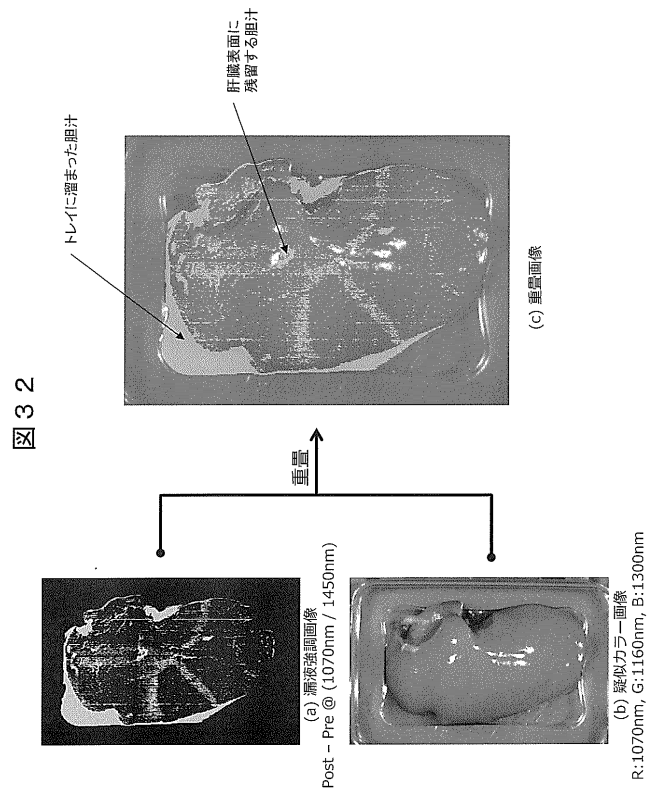 図32
(a) 漏液強調画像
Post – Pre @ (1070nm / 1450nm)
(b) 疑似カラー画像
R:1070nm, G:1160nm, B:1300nm
重畳
トレイに溜まった胆汁
肝臓表面に
残留する胆汁
(c) 重畳画像